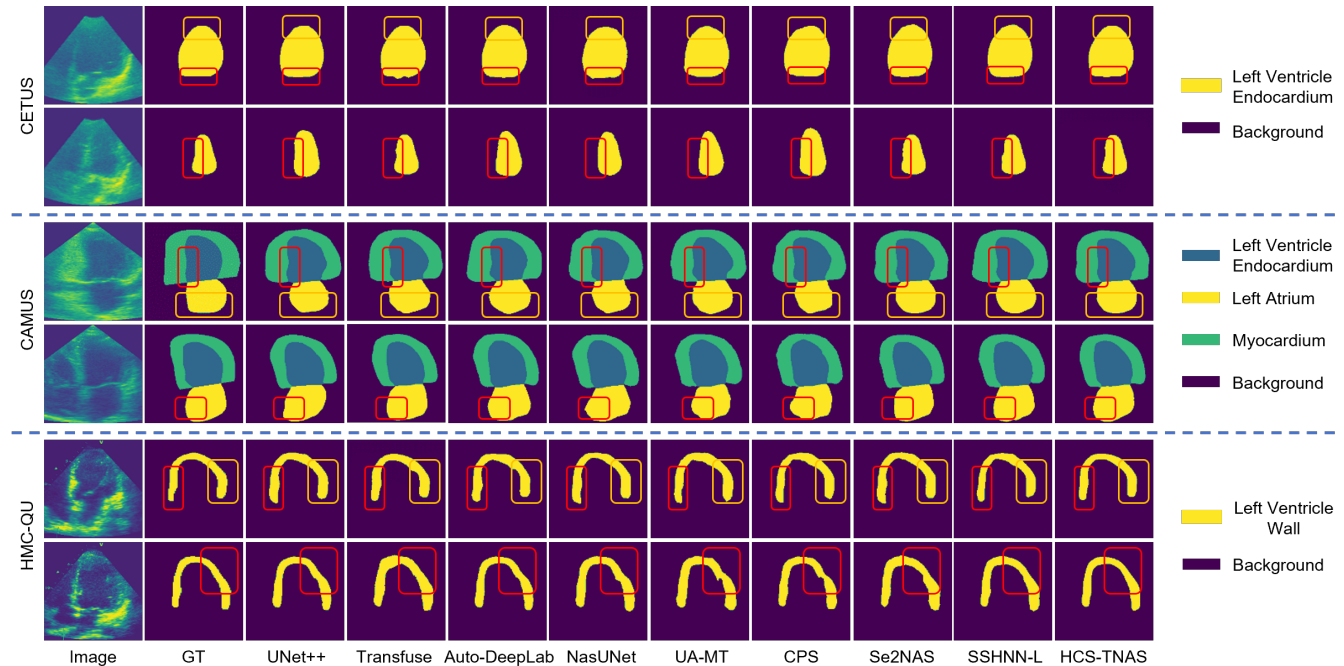 CETUS
Left Ventricle
Endocardium
Background
CAMUS
Left Ventricle
Endocardium
Left Atrium
Myocardium
Background
HMC-QU
Left Ventricle
Wall
Background
Image GT UNet++ Transfuse Auto-DeepLab NasUNet UA-MT CPS Se2NAS SSHNN-L HCS-TNAS